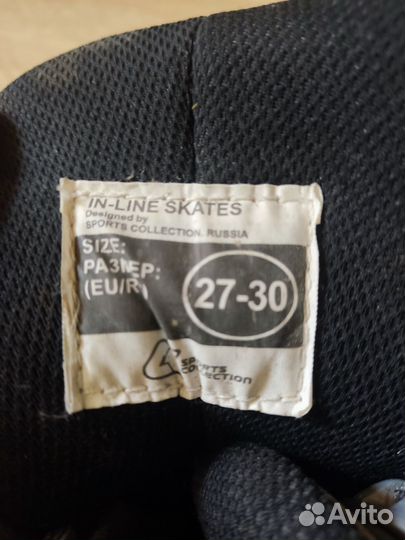 IN-LINE SKATES
Designed by
SPORTS COLLECTION, RUSSIA
SIZE:
РАЗМЕР:
(EU/R)
27-30
SPORTS
COLLECTION
Avito